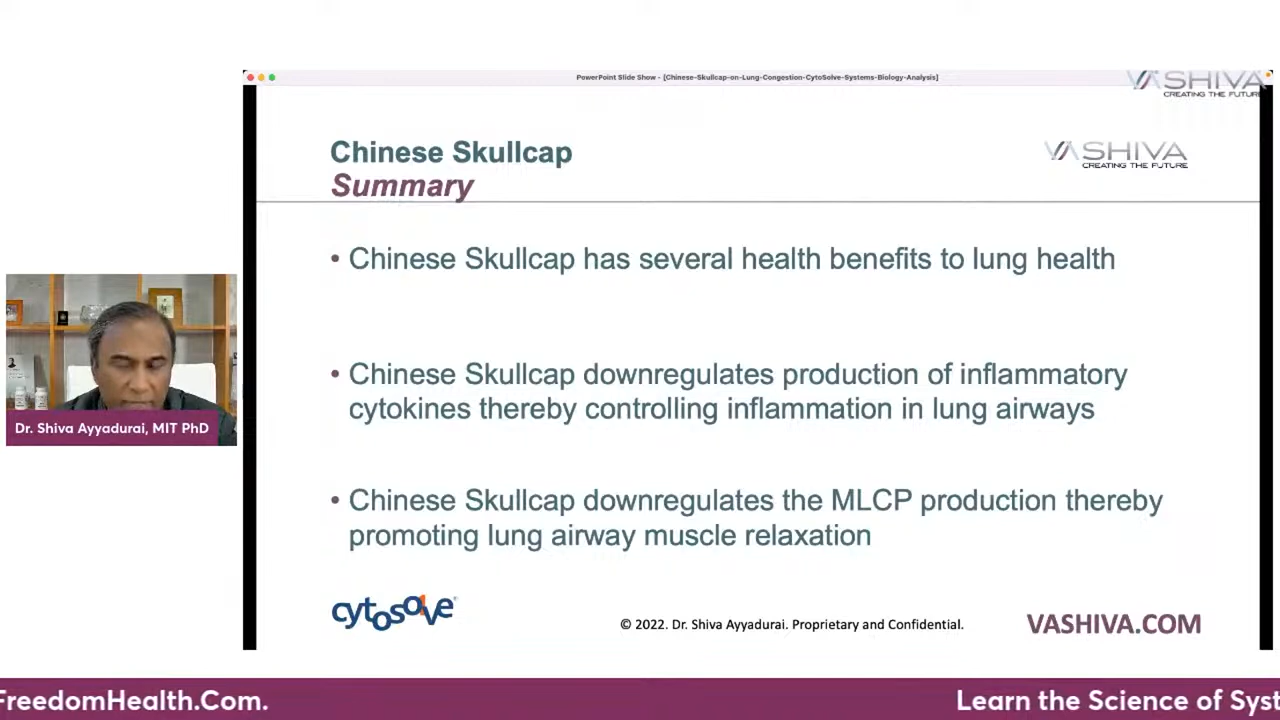 PowerPoint Slide Show - [Chinese-Skullcap-on-Lung-Congestion-CytoSolve-Systems-Biology-Analysis]
VASHIVA
CREATING THE FUTURE
Chinese Skullcap
Summary
VASHIVA
CREATING THE FUTURE
• Chinese Skullcap has several health benefits to lung health
• Chinese Skullcap downregulates production of inflammatory
cytokines thereby controlling inflammation in lung airways
• Chinese Skullcap downregulates the MLCP production thereby
promoting lung airway muscle relaxation
Dr. Shiva Ayyadurai, MIT PhD
cytosolve
© 2022. Dr. Shiva Ayyadurai. Proprietary and Confidential.
VASHIVA.COM
FreedomHealth.Com.
Learn the Science of Syst